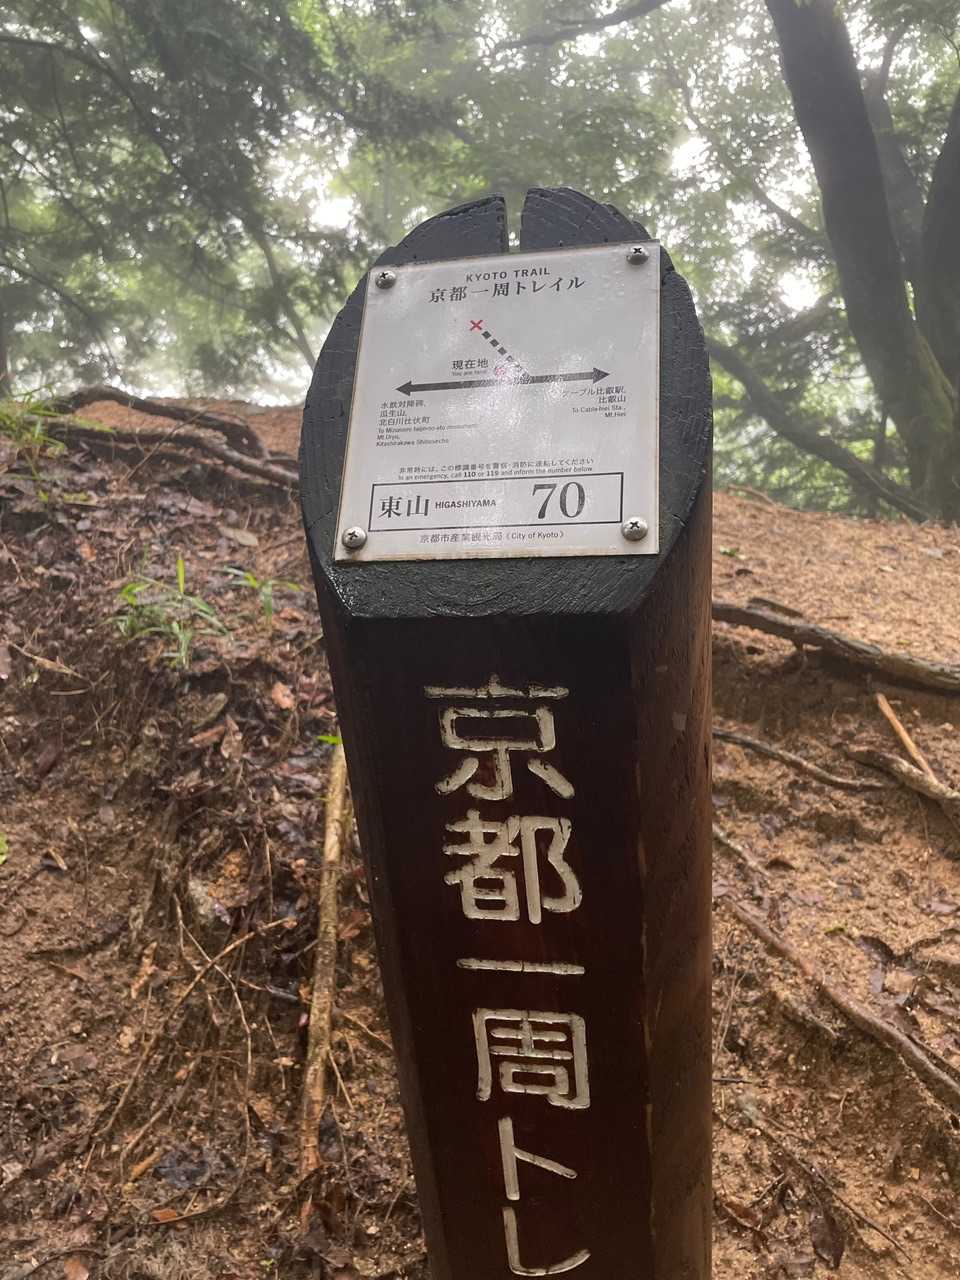 KYOTO TRAIL
京都一周トレイル
現在地
You are here
水飲対陣碑、
瓜生山、
北白川仕伏町
To Mizunomi taijin-no-ato monument,
Mt.Uryu,
Kitashirakawa Shibusecho
ケーブル比叡駅、
比叡山
To Cable-hiei Sta.,
Mt.Hiei
非常時には、この標識番号を警察・消防に連絡してください
In an emergency, call 110 or 119 and inform the number below.
東山 HIGASHIYAMA 70
京都市産業観光局 (City of Kyoto)
京都一周トレ